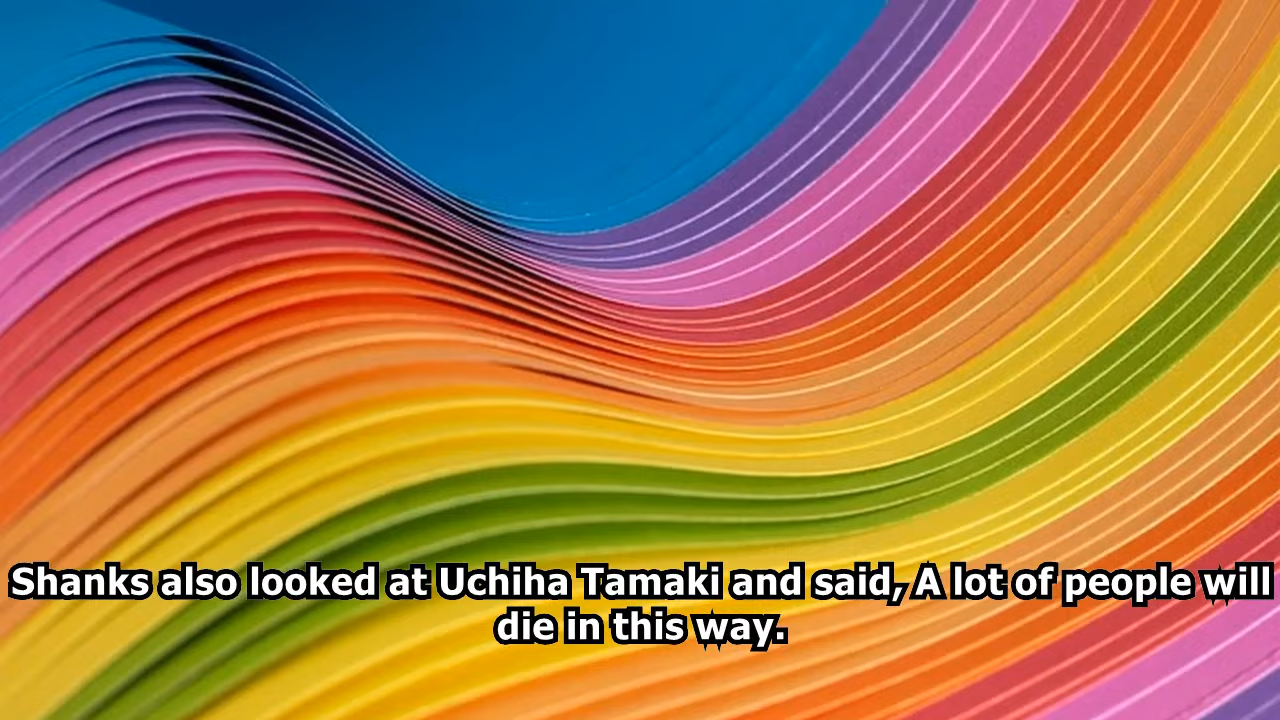 Shanks also looked at Uchiha Tamaki and said, A lot of people will
die in this way.